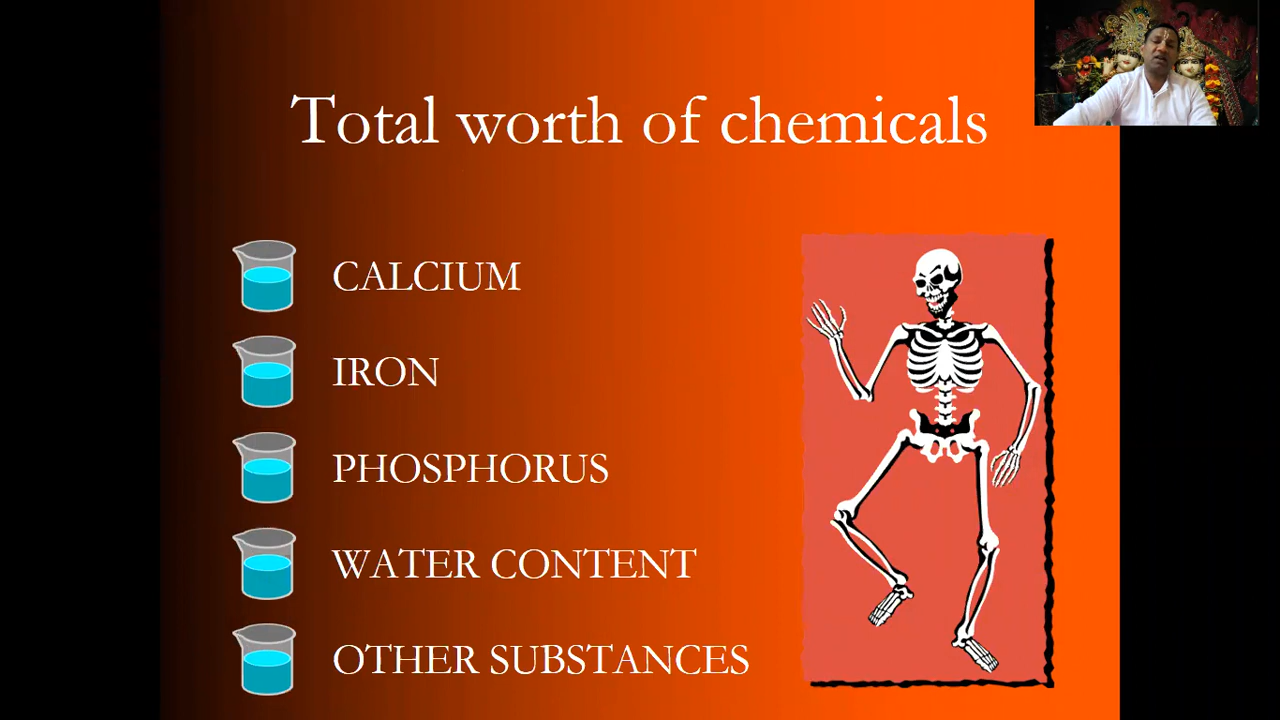 Total worth of chemicals
CALCIUM
IRON
PHOSPHORUS
WATER CONTENT
OTHER SUBSTANCES